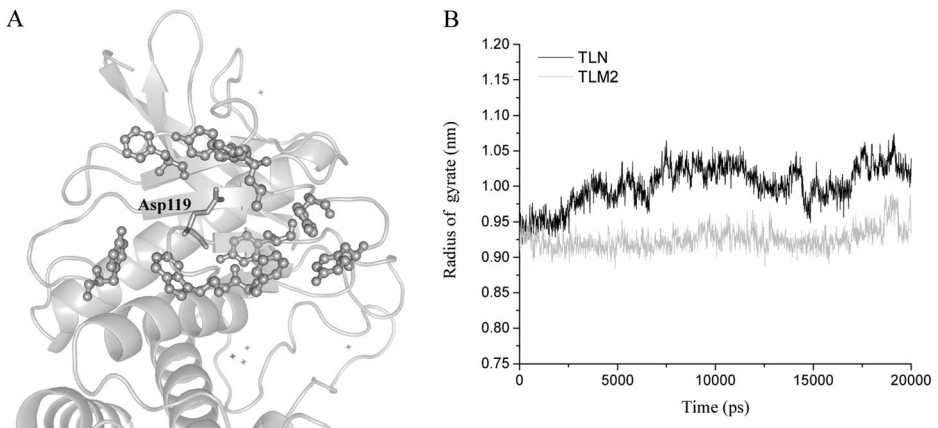 A
Asp119
B
TLN
TLM2
Radius of gyrate (nm)
1.20
1.15
1.10
1.05
1.00
0.95
0.90
0.85
0.80
0.75
0 5000 10000 15000 20000
Time (ps)